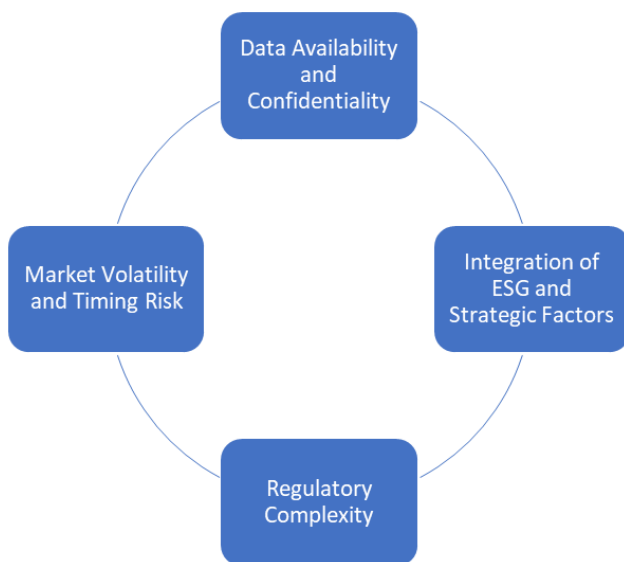 Data Availability
and
Confidentiality
Market Volatility
and Timing Risk
Integration of
ESG and
Strategic Factors
Regulatory
Complexity